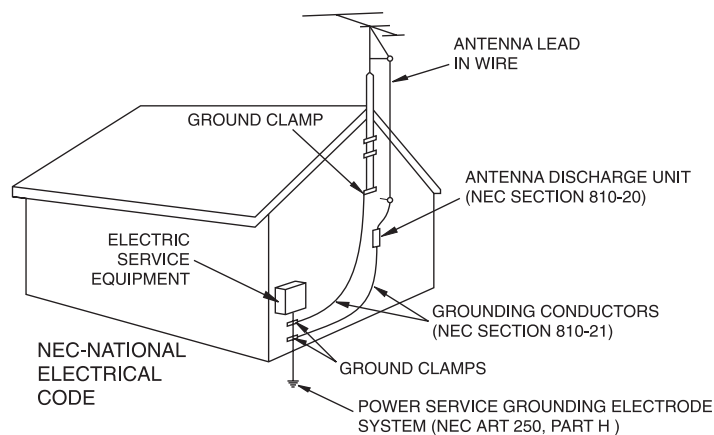 ANTENNA LEAD
IN WIRE
GROUND CLAMP
ANTENNA DISCHARGE UNIT
(NEC SECTION 810-20)
ELECTRIC
SERVICE
EQUIPMENT
GROUNDING CONDUCTORS
(NEC SECTION 810-21)
GROUND CLAMPS
NEC-NATIONAL
ELECTRICAL
CODE
POWER SERVICE GROUNDING ELECTRODE
SYSTEM (NEC ART 250, PART H )